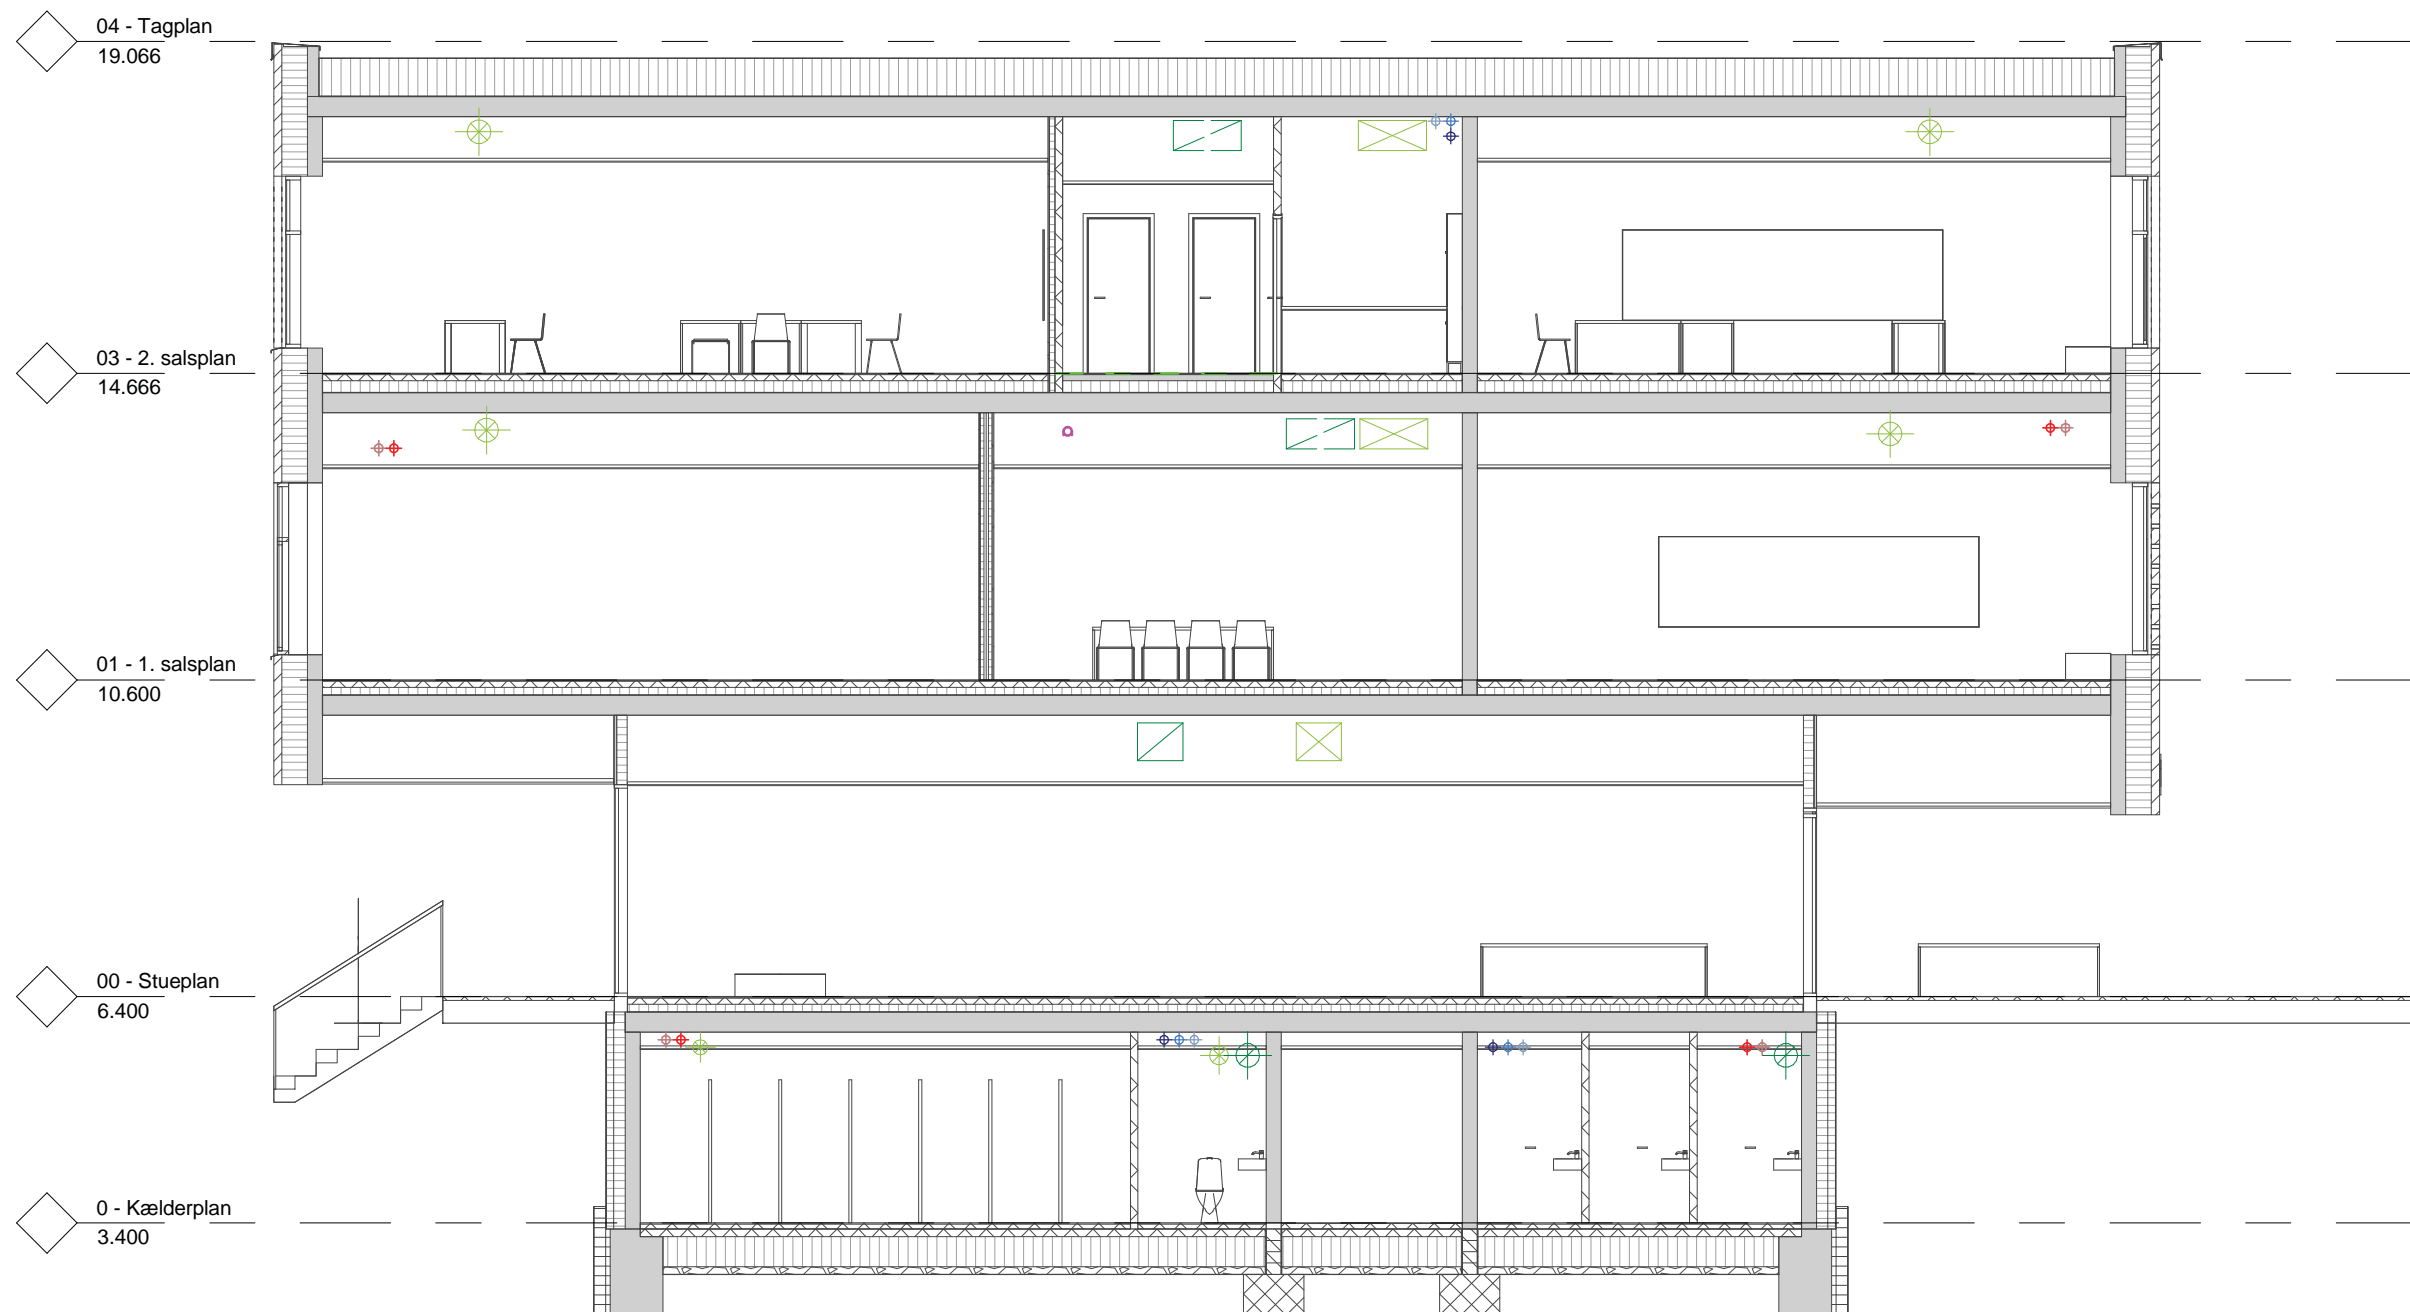 04 - Tagplan
19.066
03 - 2. salsplan
14.666
01 - 1. salsplan
10.600
00 - Stueplan
6.400
0 - Kælderplan
3.400